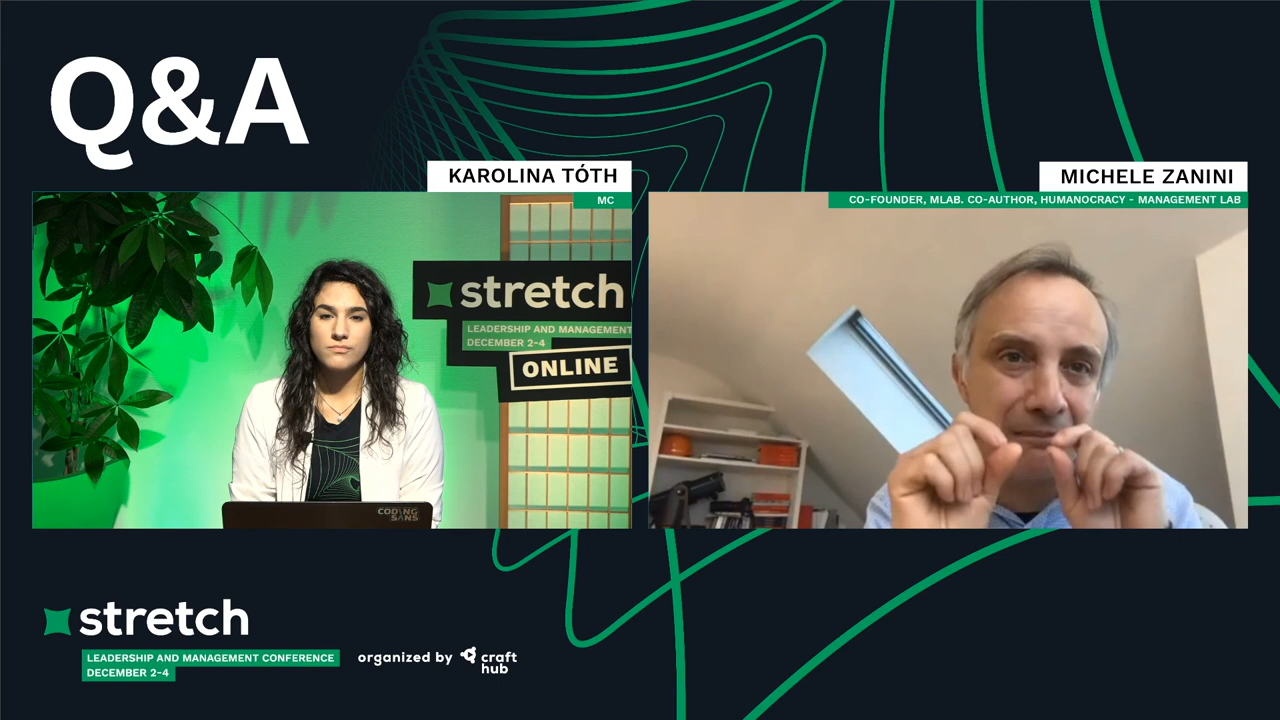 Q&A
KAROLINA TÓTH
MC
MICHELE ZANINI
CO-FOUNDER, MLAB. CO-AUTHOR, HUMANOCRACY - MANAGEMENT LAB
stretch
LEADERSHIP AND MANAGEMENT
DECEMBER 2-4
ONLINE
CODING
SANS
stretch
LEADERSHIP AND MANAGEMENT CONFERENCE
DECEMBER 2-4
organized by craft
hub